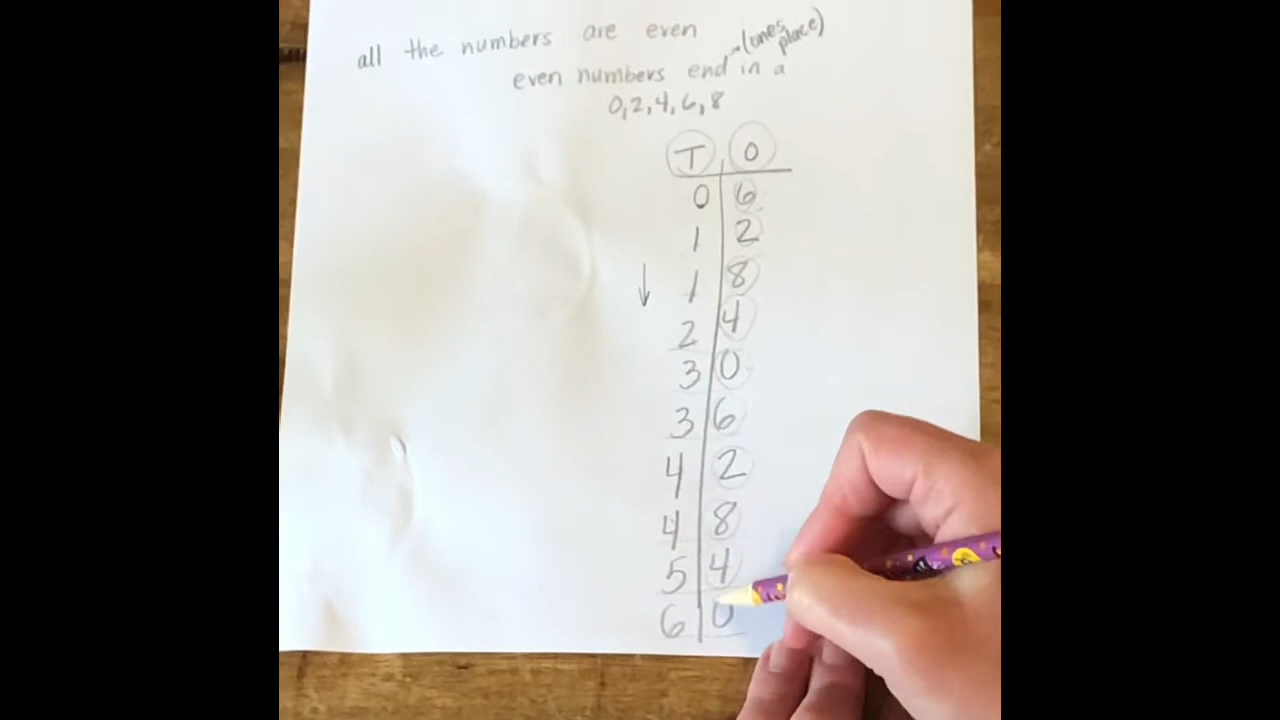 all the numbers are even
(ones place)
even numbers end in a
0, 2, 4, 6, 8
T 0
0 6
1 2
1 8
2 4
3 0
3 6
4 2
4 8
5 4
6 0